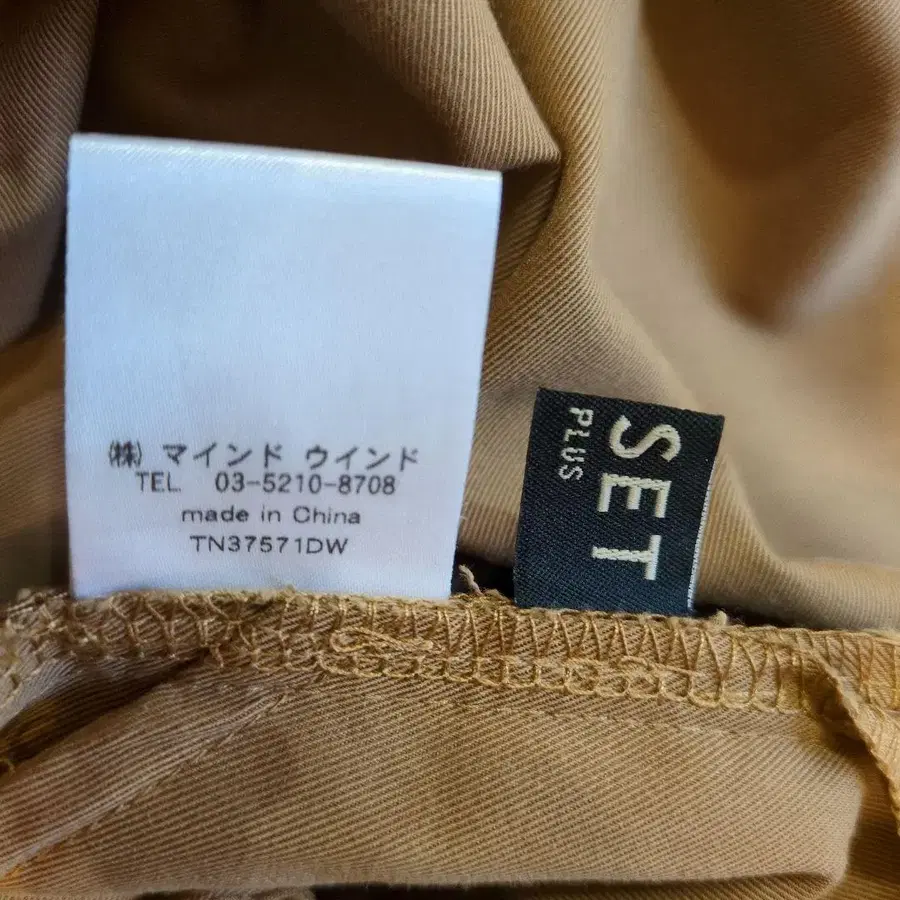 (株) マインド ウインド
TEL 03-5210-8708
made in China
TN37571DW
SET
PLUS